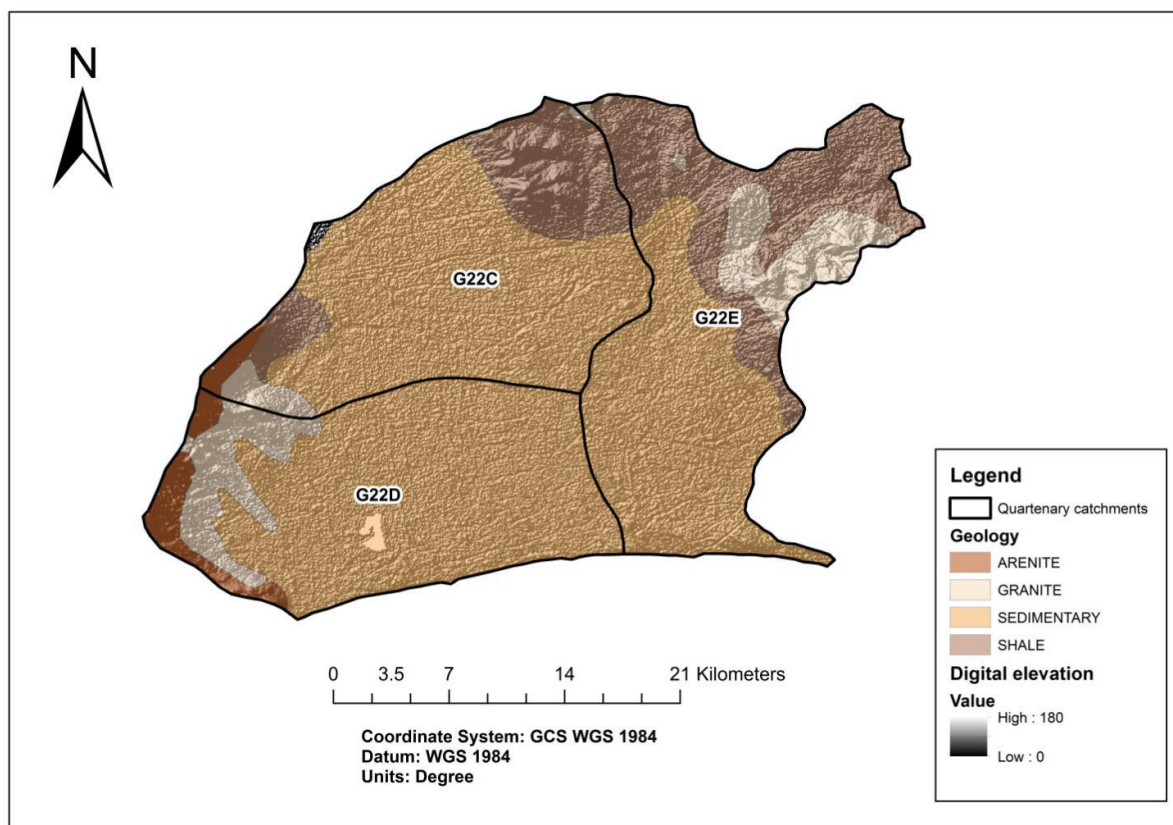 N
G22C
G22E
G22D
0 3.5 7 14 21 Kilometers
Coordinate System: GCS WGS 1984
Datum: WGS 1984
Units: Degree
Legend
Quartenary catchments
Geology
ARENITE
GRANITE
SEDIMENTARY
SHALE
Digital elevation
Value
High : 180
Low : 0